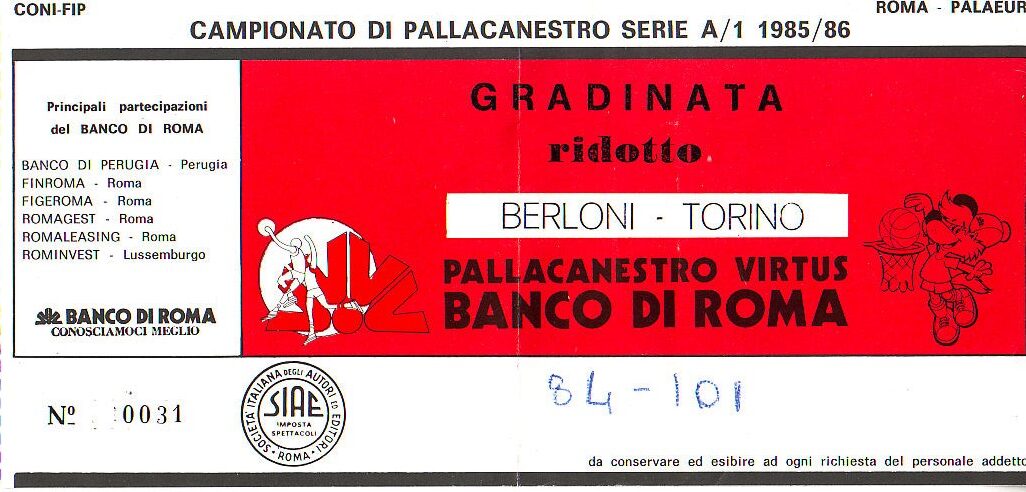 CONI-FIP
ROMA - PALAEUR
CAMPIONATO DI PALLACANESTRO SERIE A/1 1985/86
Principali partecipazioni
del BANCO DI ROMA
BANCO DI PERUGIA - Perugia
FINROMA - Roma
FIGEROMA - Roma
ROMAGEST - Roma
ROMALEASING - Roma
ROMINVEST - Lussemburgo
BANCO DI ROMA
CONOSCIAMOCI MEGLIO
GRADINATA
ridotto
BERLONI - TORINO
PALLACANESTRO VIRTUS
BANCO DI ROMA
Nº 0031
SOCIETÀ ITALIANA DEGLI AUTORI ED EDITORI
SIAE
IMPOSTA
SPETTACOLI
· ROMA ·
84-101
da conservare ed esibire ad ogni richiesta del personale addetto